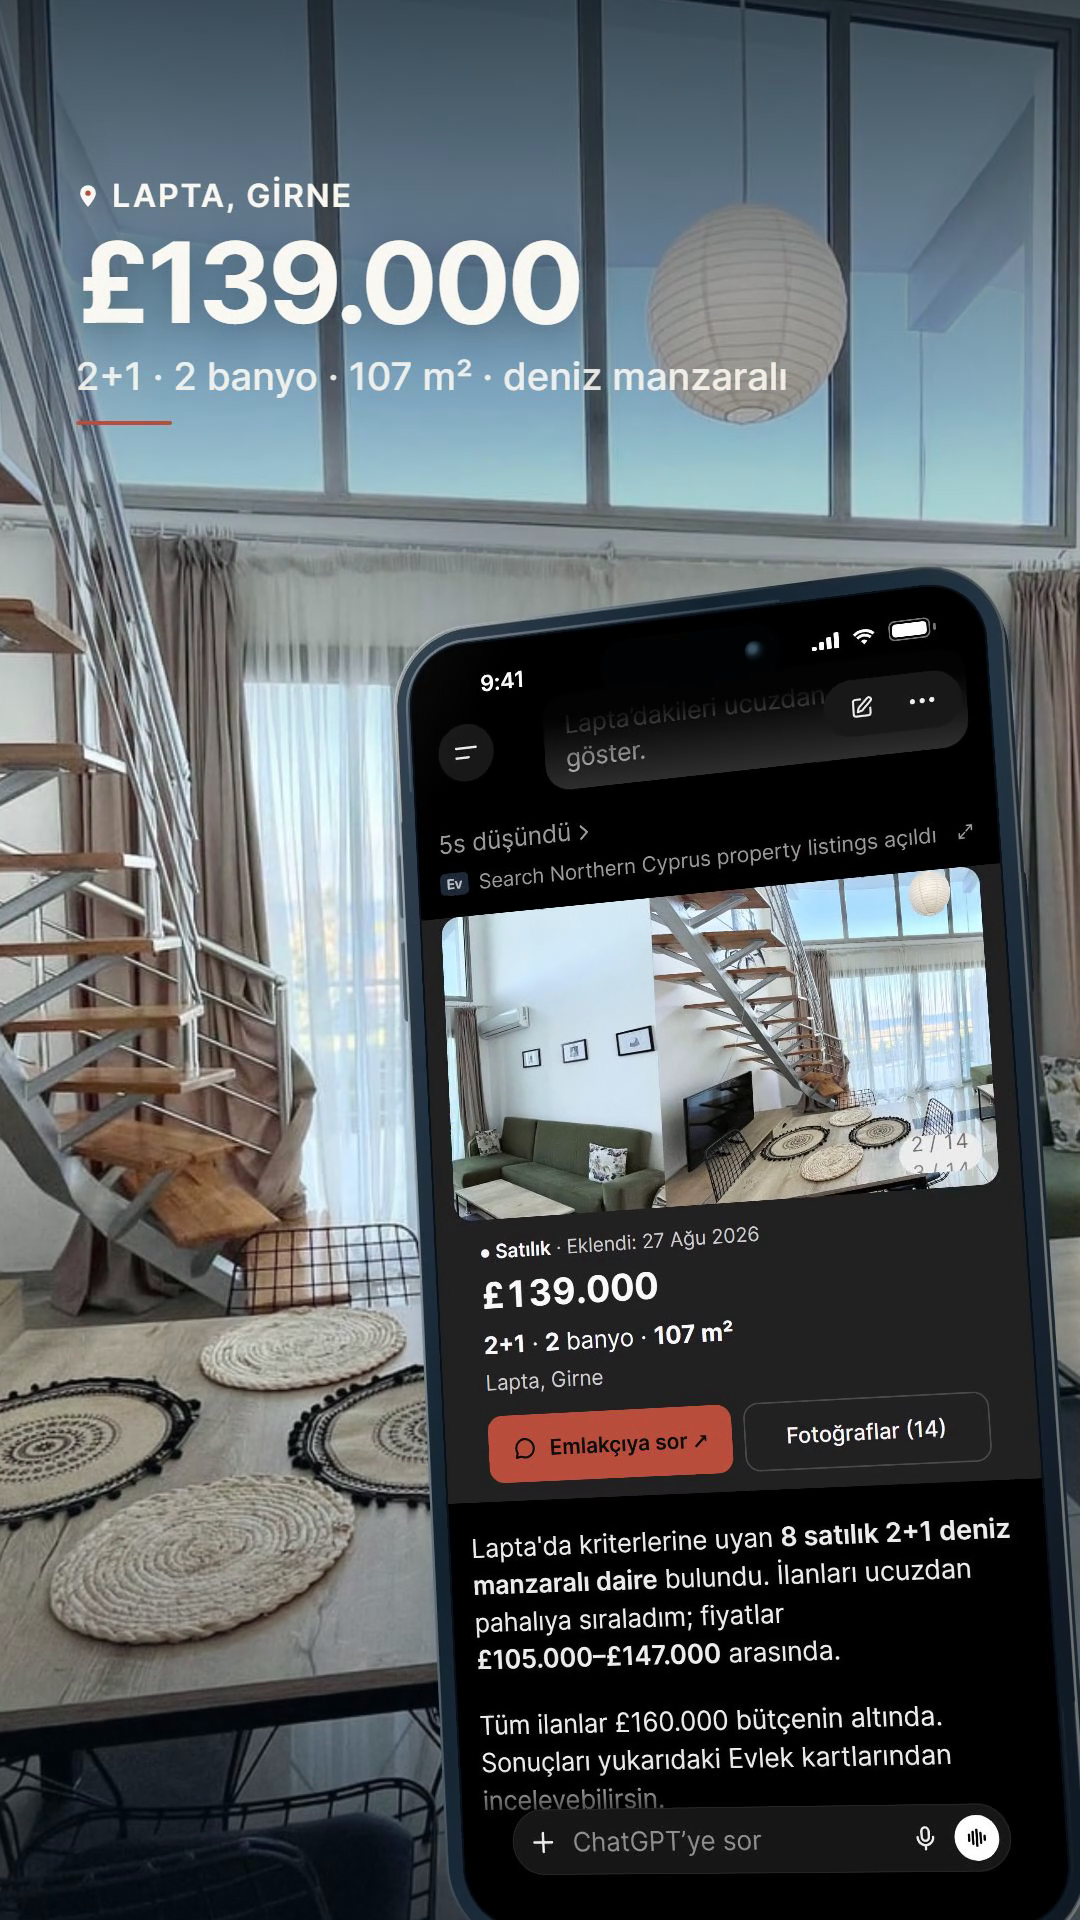 LAPTA, GİRNE
£139.000
2+1 · 2 banyo · 107 m² · deniz manzaralı
9:41
Lapta'dakileri ucuzdan
göster.
5s düşündü >
Ev Search Northern Cyprus property listings açıldı
2 / 14
3 / 14
• Satılık · Eklendi: 27 Ağu 2026
£139.000
2+1 · 2 banyo · 107 m²
Lapta, Girne
Emlakçıya sor ↗
Fotoğraflar (14)
Lapta'da kriterlerine uyan 8 satılık 2+1 deniz
manzaralı daire bulundu. İlanları ucuzdan
pahalıya sıraladım; fiyatlar
£105.000–£147.000 arasında.
Tüm ilanlar £160.000 bütçenin altında.
Sonuçları yukarıdaki Evlek kartlarından
inceleyebilirsin.
ChatGPT'ye sor